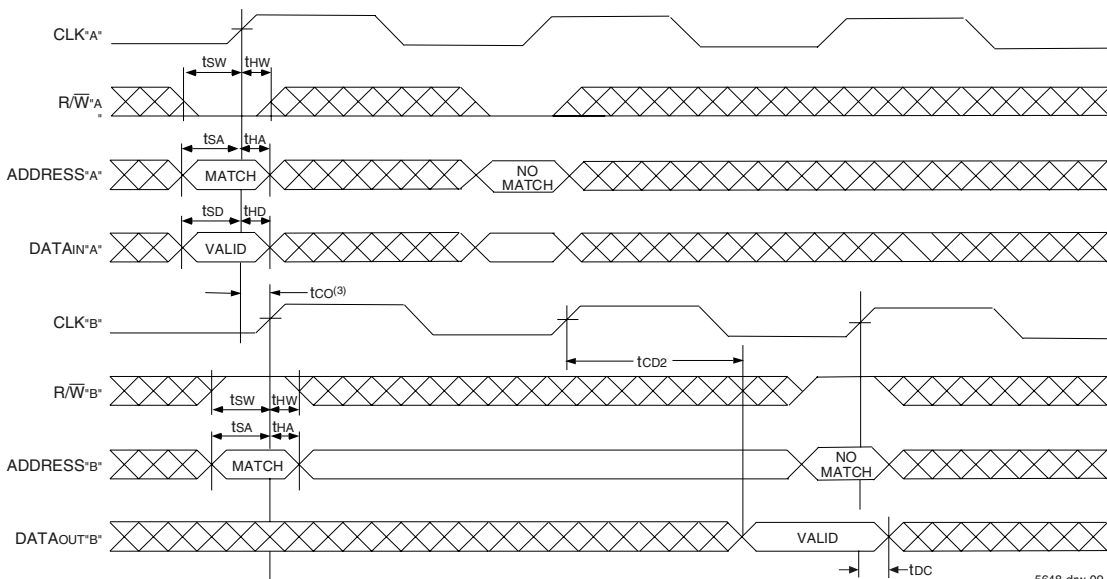 CLK"A"
tSW tHW
R/W̅"A"
tSA tHA
ADDRESS"A" MATCH NO MATCH
tSD tHD
DATAIN"A" VALID
tCO(3)
CLK"B"
tCD2
R/W̅"B"
tSW tHW
tSA tHA
ADDRESS"B" MATCH NO MATCH
DATAOUT"B" VALID
tDC